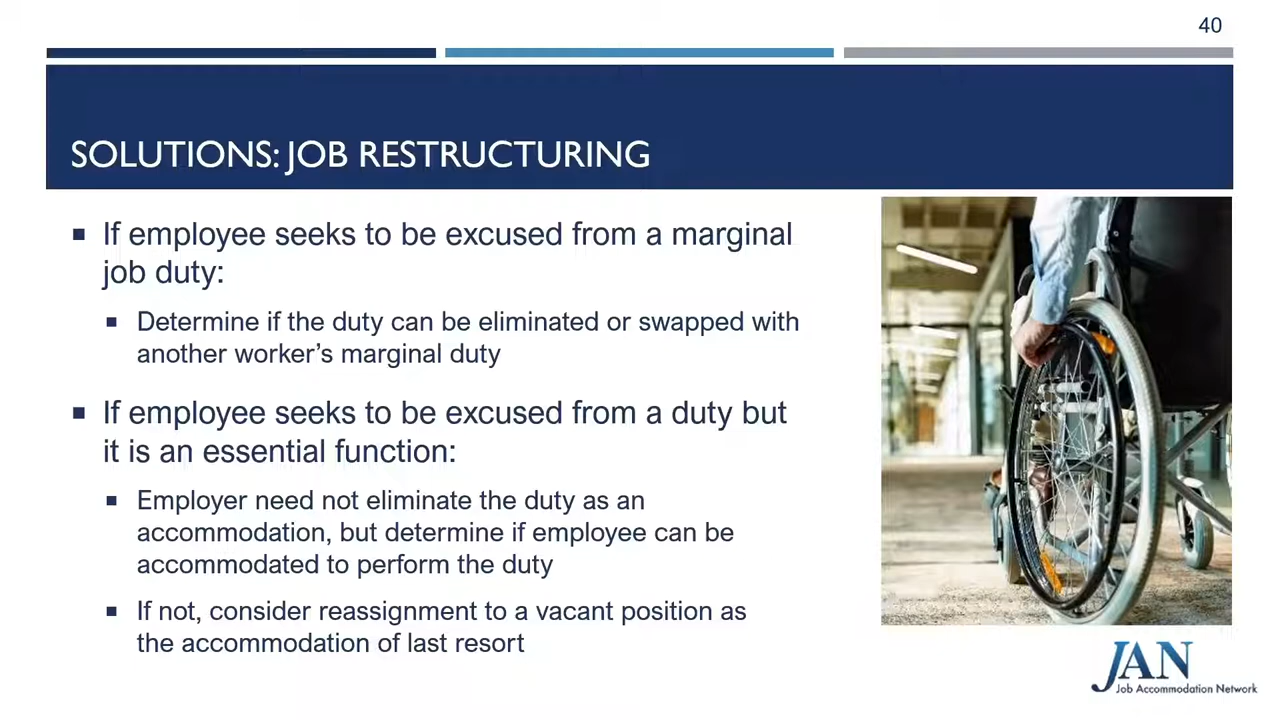 40
SOLUTIONS: JOB RESTRUCTURING
▪ If employee seeks to be excused from a marginal
job duty:
▪ Determine if the duty can be eliminated or swapped with
another worker’s marginal duty
▪ If employee seeks to be excused from a duty but
it is an essential function:
▪ Employer need not eliminate the duty as an
accommodation, but determine if employee can be
accommodated to perform the duty
▪ If not, consider reassignment to a vacant position as
the accommodation of last resort
JAN
Job Accommodation Network